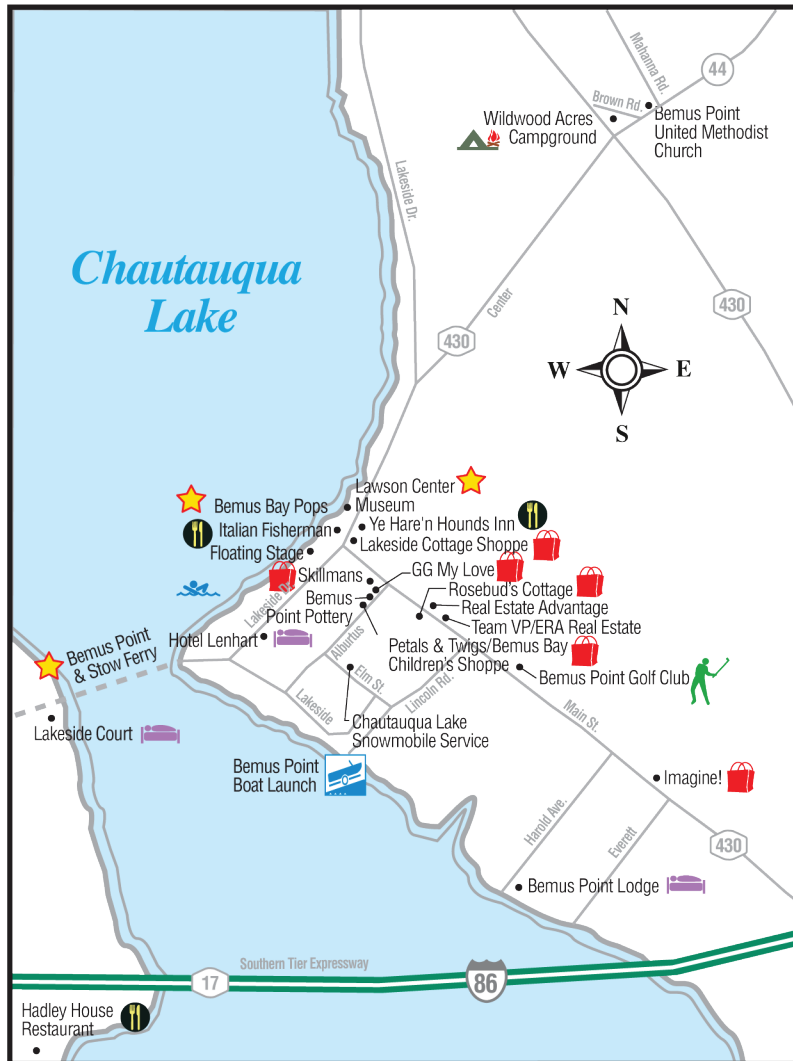 Mahanna Rd.
44
Brown Rd.
Wildwood Acres
Campground
Bemus Point
United Methodist
Church
Lakeside Dr.
Chautauqua
Lake
Center
430
430
N
W
E
S
Lawson Center
Museum
Bemus Bay Pops
Ye Hare'n Hounds Inn
Italian Fisherman
Lakeside Cottage Shoppe
Floating Stage
GG My Love
Skillmans
Rosebud's Cottage
Lakeside Dr.
Bemus
Point Pottery
Real Estate Advantage
Team VP/ERA Real Estate
Hotel Lenhart
Alburtus
Petals & Twigs/Bemus Bay
Children's Shoppe
Bemus Point
& Stow Ferry
Elm St.
Lincoln Rd.
Bemus Point Golf Club
Lakeside
Main St.
Lakeside Court
Chautauqua Lake
Snowmobile Service
Bemus Point
Boat Launch
Imagine!
Harold Ave.
Everett
430
Bemus Point Lodge
Southern Tier Expressway
17
86
Hadley House
Restaurant